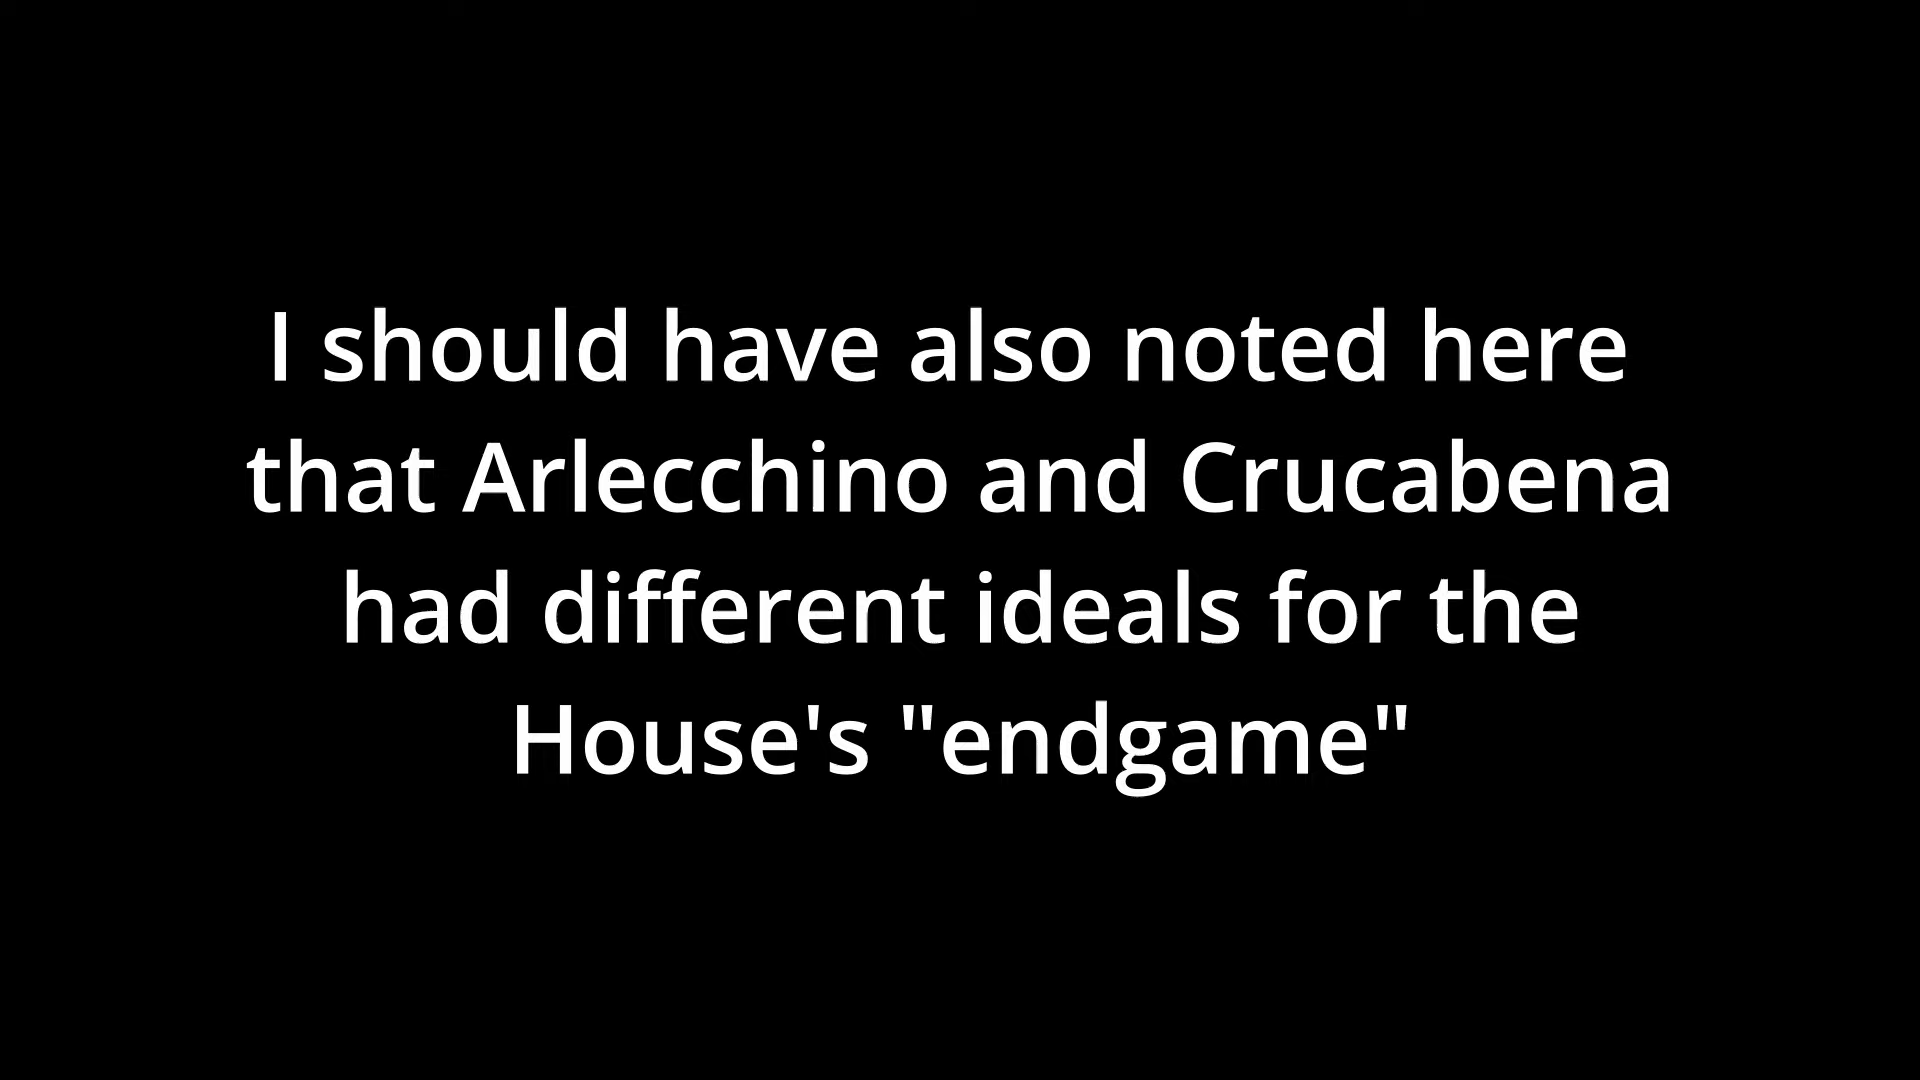 I should have also noted here
that Arlecchino and Crucabena
had different ideals for the
House's "endgame"